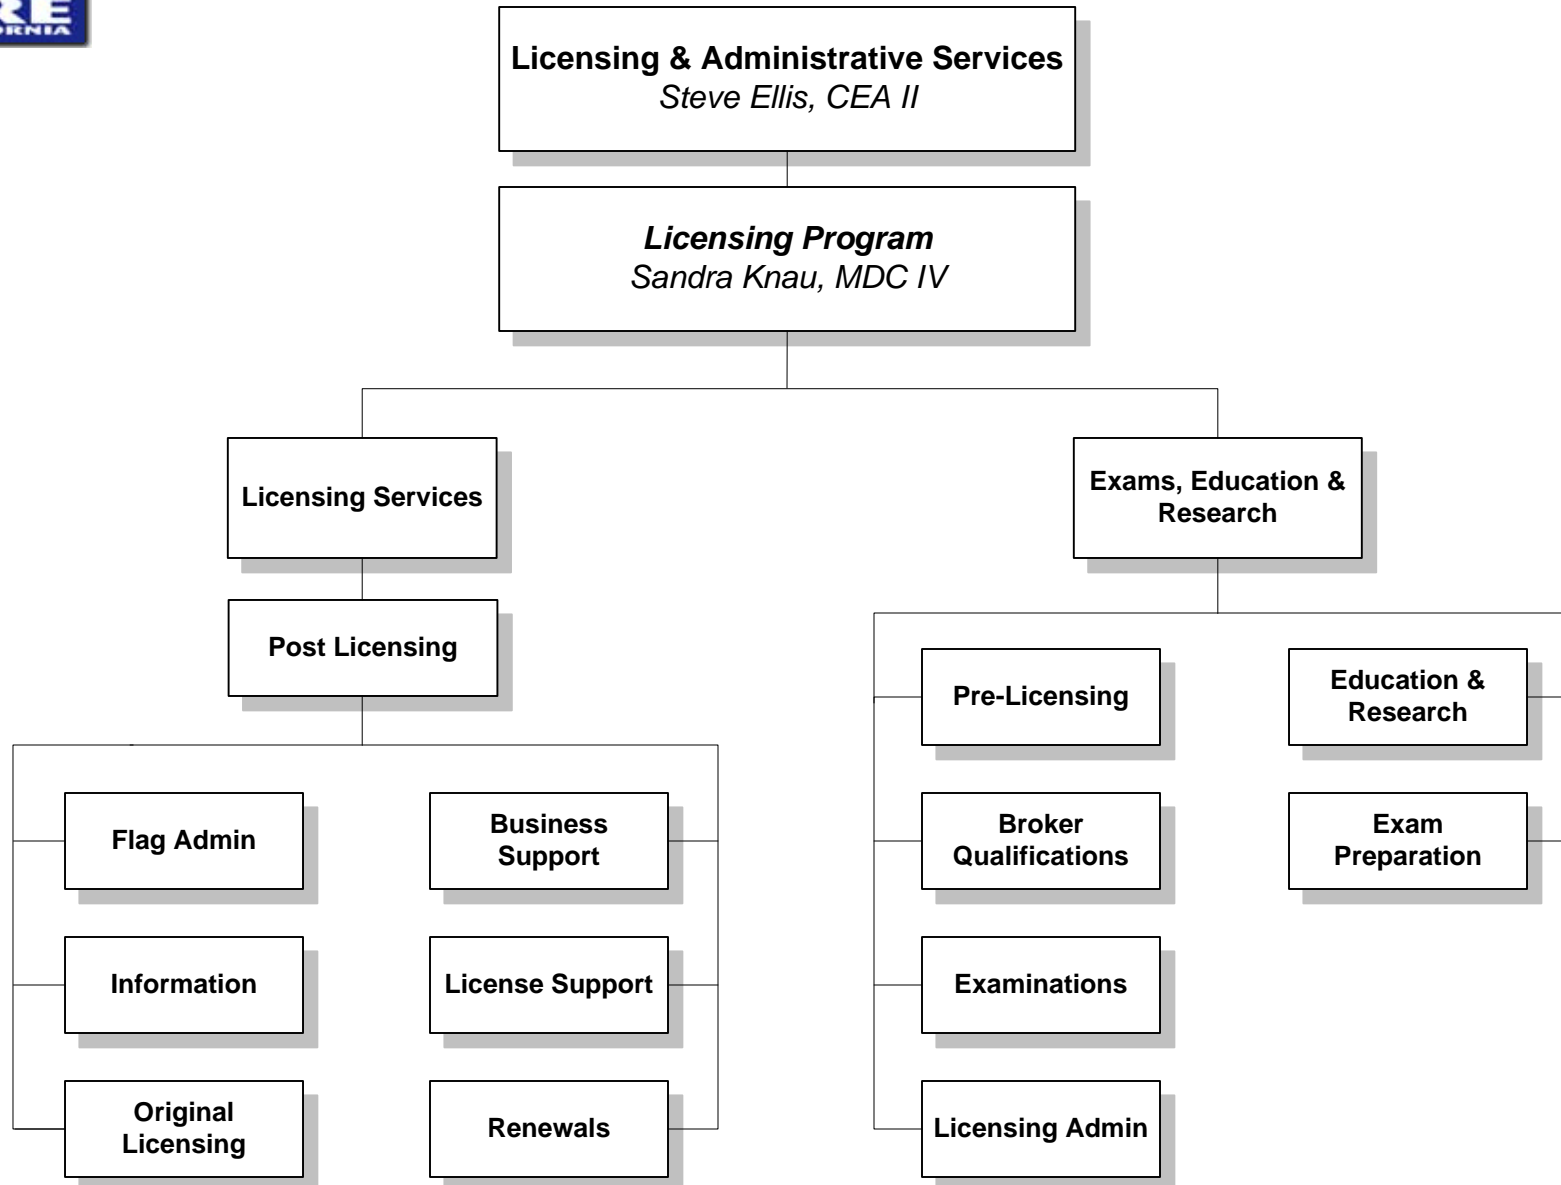 RE
ORNIA
Licensing & Administrative Services
Steve Ellis, CEA II
Licensing Program
Sandra Knau, MDC IV
Licensing Services
Exams, Education &
Research
Post Licensing
Pre-Licensing
Education &
Research
Flag Admin
Business
Support
Broker
Qualifications
Exam
Preparation
Information
License Support
Examinations
Original
Licensing
Renewals
Licensing Admin